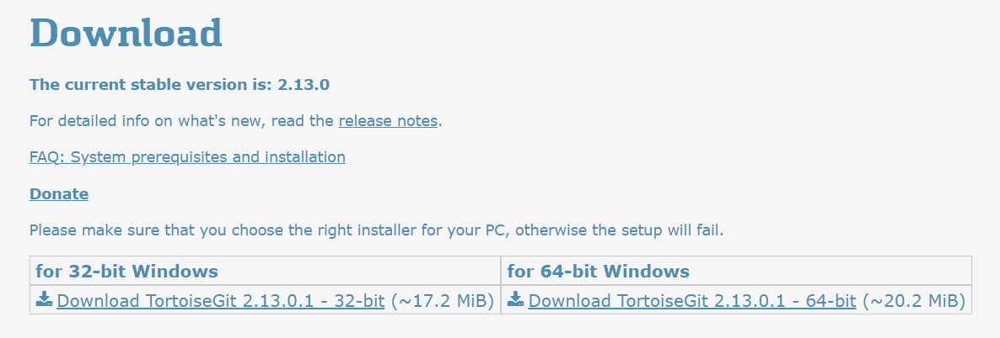 Download
The current stable version is: 2.13.0
For detailed info on what's new, read the release notes.
FAQ: System prerequisites and installation
Donate
Please make sure that you choose the right installer for your PC, otherwise the setup will fail.
for 32-bit Windows for 64-bit Windows
Download TortoiseGit 2.13.0.1 - 32-bit (~17.2 MiB) Download TortoiseGit 2.13.0.1 - 64-bit (~20.2 MiB)